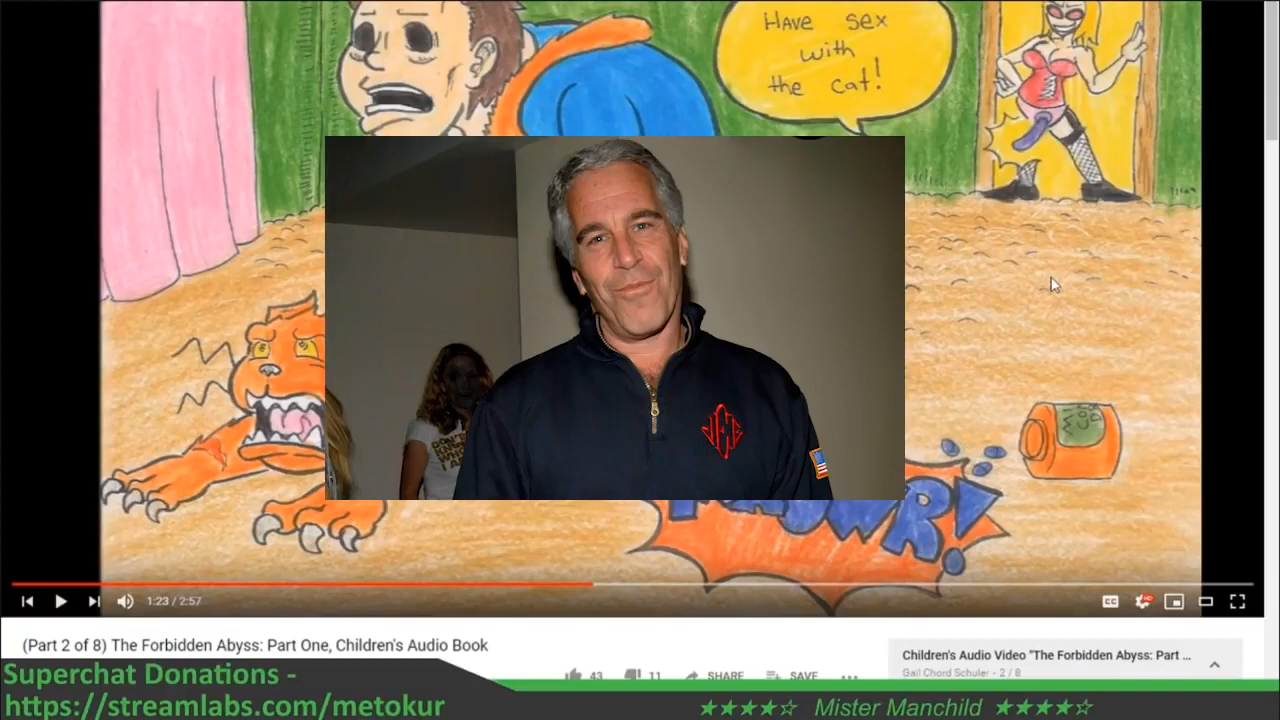 Have sex
with
the cat!
1:23 / 2:57
CC
HD
(Part 2 of 8) The Forbidden Abyss: Part One, Children's Audio Book
43
11
SHARE
SAVE
Children's Audio Video "The Forbidden Abyss: Part ...
Gail Chord Schuler - 2 / 8
Superchat Donations -
https://streamlabs.com/metokur
★★★★☆ Mister Manchild ★★★★☆